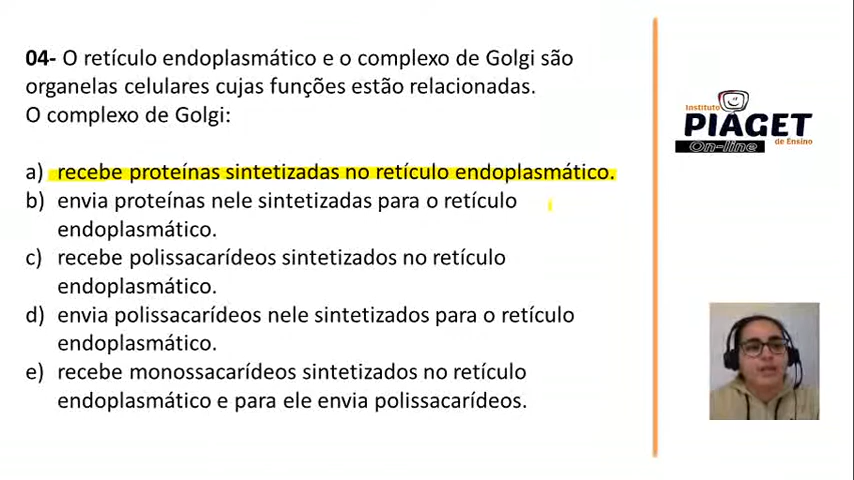 04- O retículo endoplasmático e o complexo de Golgi são
organelas celulares cujas funções estão relacionadas.
O complexo de Golgi:
a) recebe proteínas sintetizadas no retículo endoplasmático.
b) envia proteínas nele sintetizadas para o retículo
endoplasmático.
c) recebe polissacarídeos sintetizados no retículo
endoplasmático.
d) envia polissacarídeos nele sintetizados para o retículo
endoplasmático.
e) recebe monossacarídeos sintetizados no retículo
endoplasmático e para ele envia polissacarídeos.
Instituto
PIAGET
de Ensino
On-line